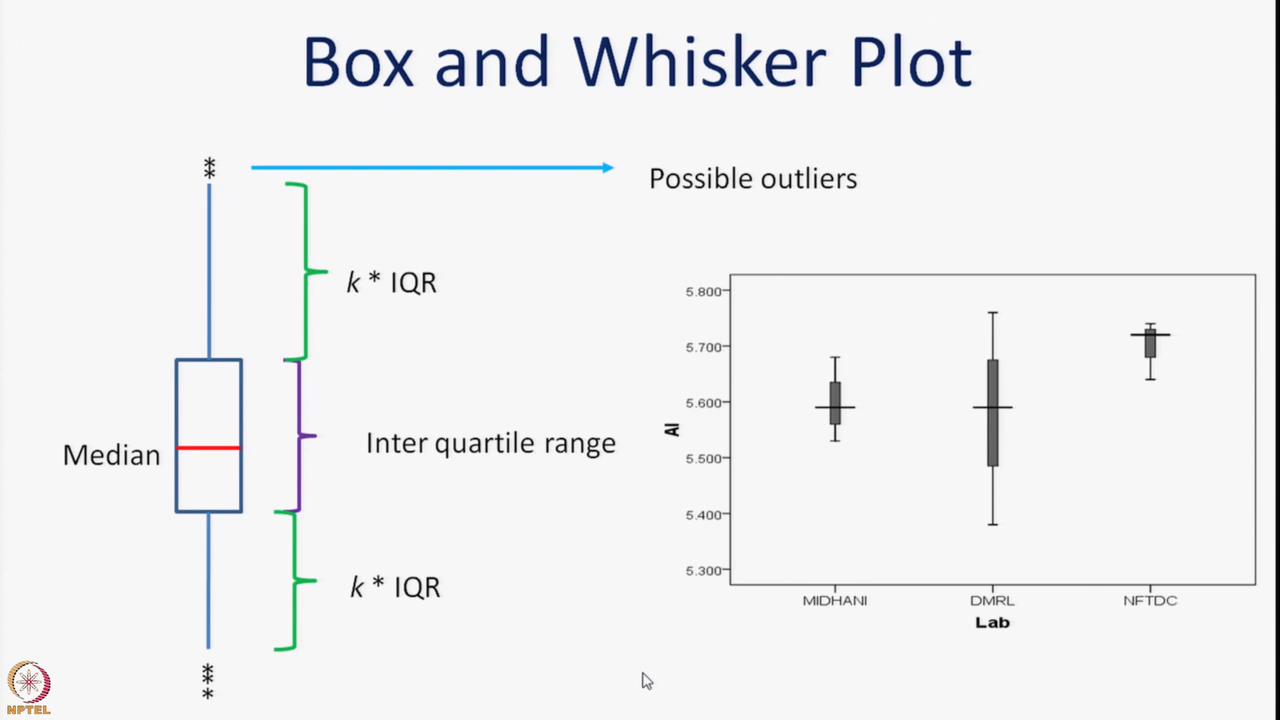 Box and Whisker Plot
**
Possible outliers
k * IQR
Median
Inter quartile range
k * IQR
***
5.800
5.700
5.600
5.500
5.400
5.300
Al
MIDHANI
DMRL
NFTDC
Lab
NPTEL